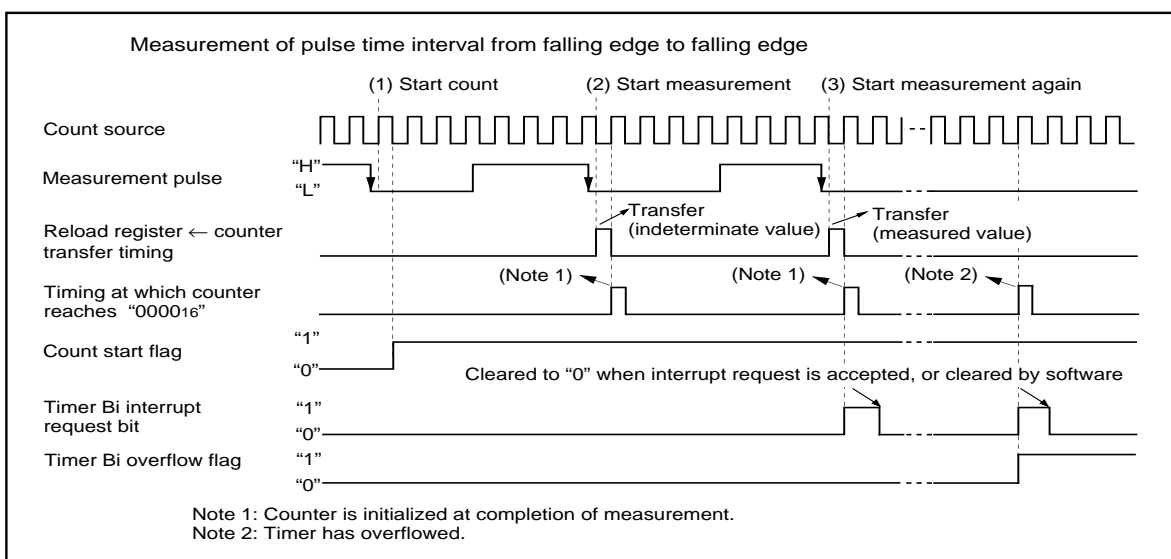 Measurement of pulse time interval from falling edge to falling edge
(1) Start count
(2) Start measurement
(3) Start measurement again
Count source
Measurement pulse
“H”
“L”
Reload register ← counter
transfer timing
Transfer
(indeterminate value)
Transfer
(measured value)
Timing at which counter
reaches “000016”
(Note 1)
(Note 1)
(Note 2)
Count start flag
“1”
“0”
Cleared to “0” when interrupt request is accepted, or cleared by software
Timer Bi interrupt
request bit
“1”
“0”
Timer Bi overflow flag
“1”
“0”
Note 1: Counter is initialized at completion of measurement.
Note 2: Timer has overflowed.